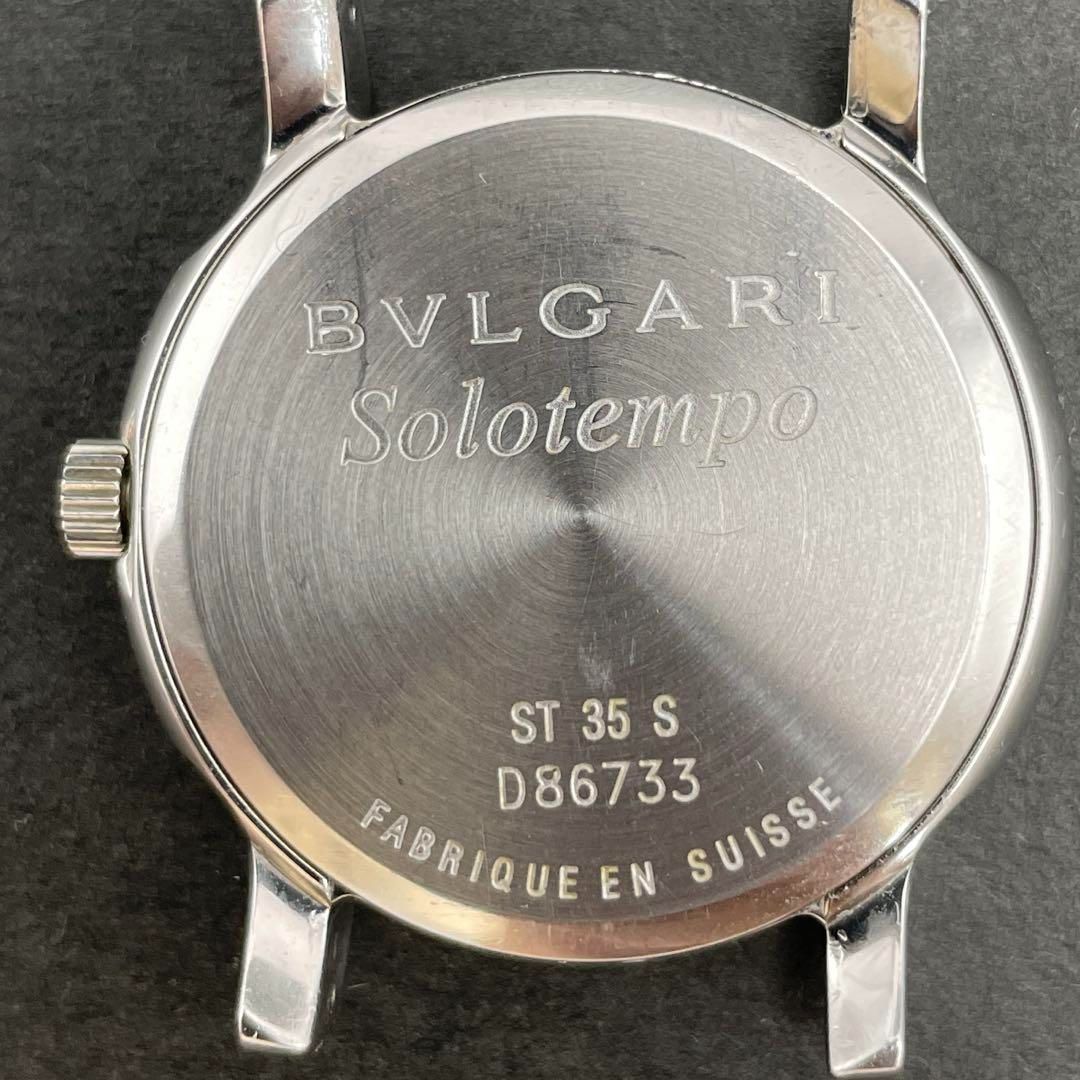 BVLGARI
Solotempo
ST 35 S
D86733
FABRIQUE EN SUISSE